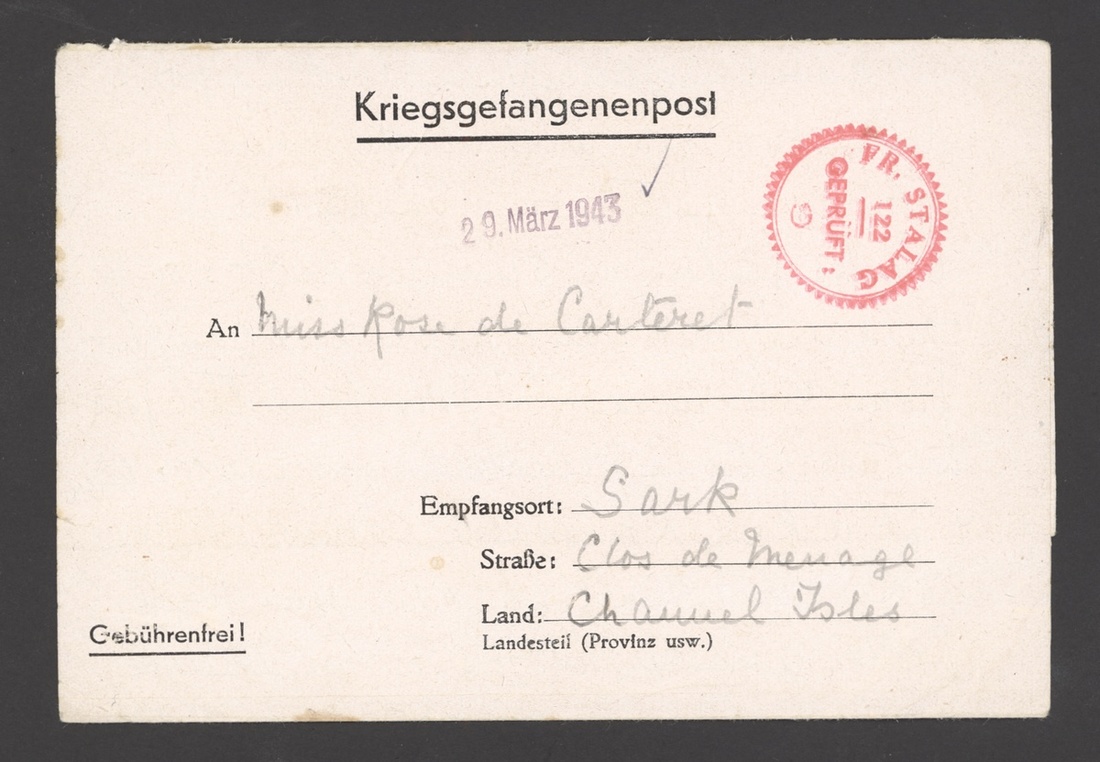 Kriegsgefangenenpost
29. März 1943
FR. STALAG
122
GEPRÜFT:
9
An Miss Rose de Carteret
Empfangsort: Sark
Straße: Clos de Menage
Land: Channel Isles
Landesteil (Provinz usw.)
Gebührenfrei!